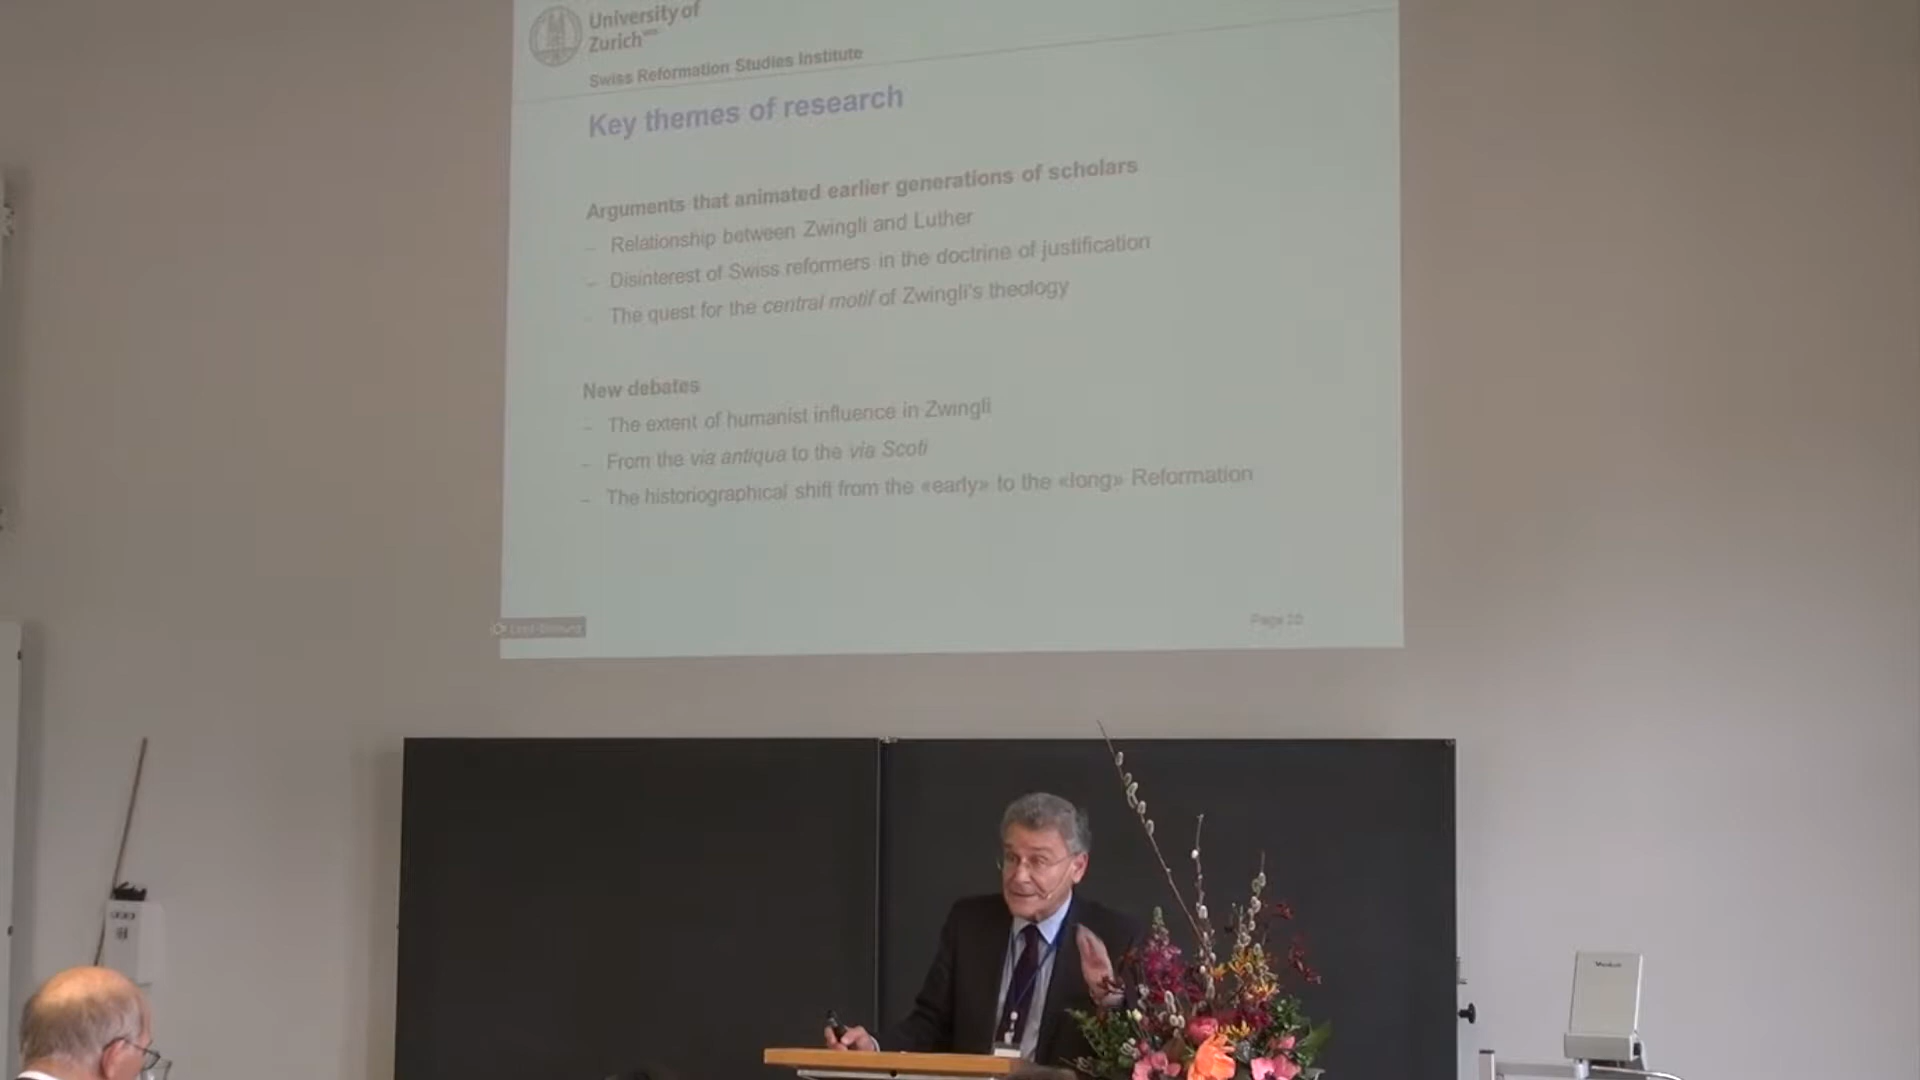 University of
Zurich
Swiss Reformation Studies Institute
Key themes of research
Arguments that animated earlier generations of scholars
– Relationship between Zwingli and Luther
– Disinterest of Swiss reformers in the doctrine of justification
– The quest for the central motif of Zwingli's theology
New debates
– The extent of humanist influence in Zwingli
– From the via antiqua to the via Scoti
– The historiographical shift from the «early» to the «long» Reformation
Page 20